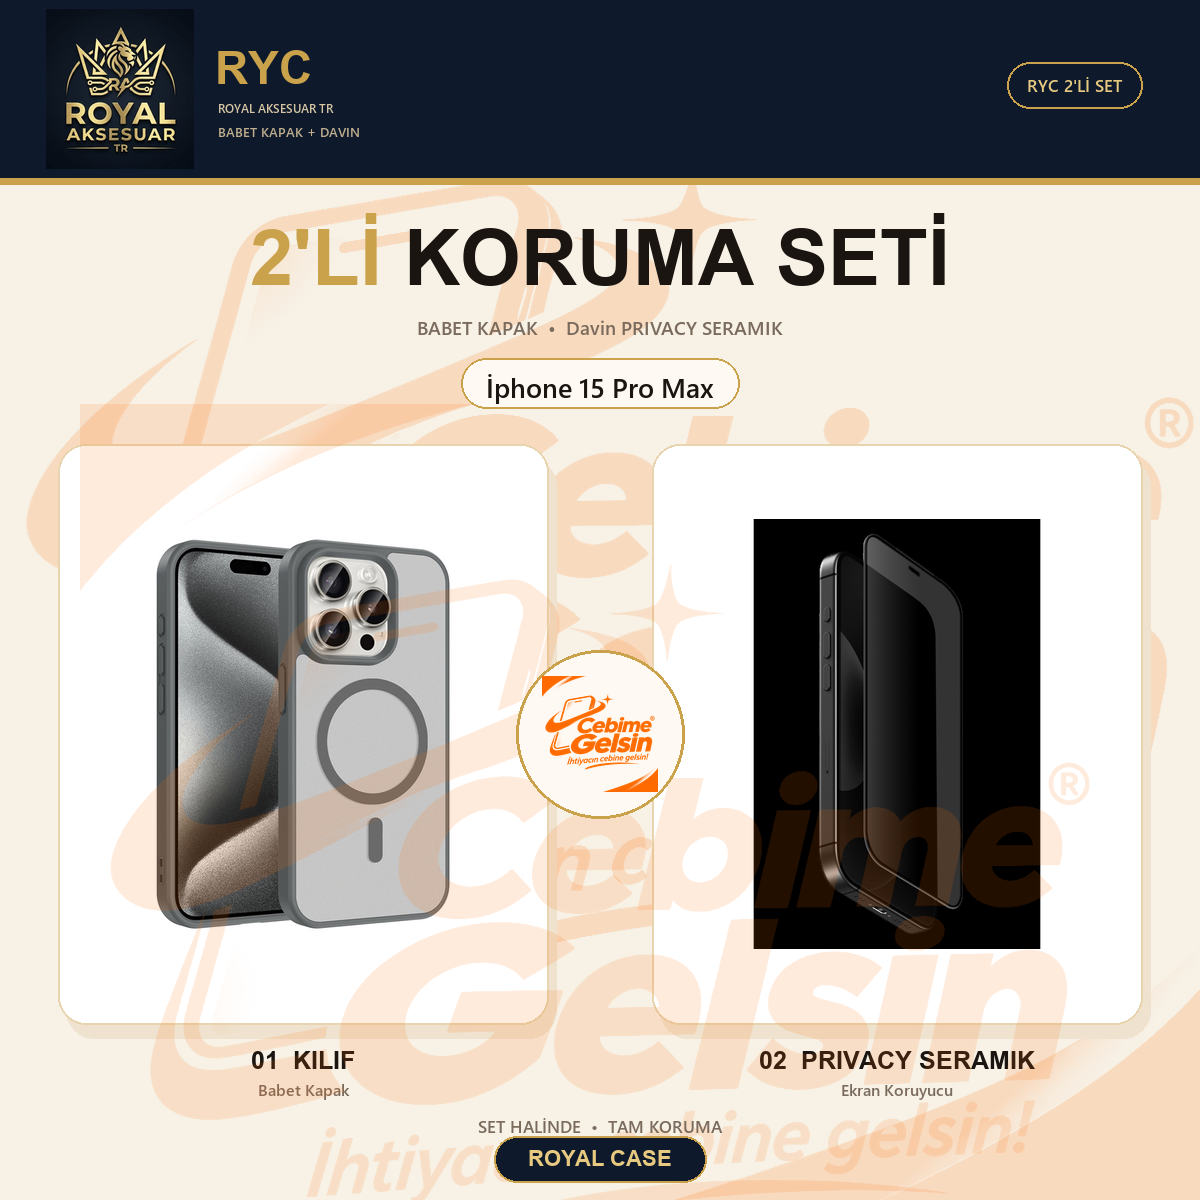 ROYAL
AKSESUAR
TR
RYC
ROYAL AKSESUAR TR
BABET KAPAK + DAVIN
RYC 2'Lİ SET
2'Lİ KORUMA SETİ
BABET KAPAK • Davin PRIVACY SERAMIK
İphone 15 Pro Max
Cebime®
Gelsin
İhtiyacın cebine gelsin!
Cebime®
Gelsin
01 KILIF
Babet Kapak
02 PRIVACY SERAMIK
Ekran Koruyucu
SET HALİNDE • TAM KORUMA
ROYAL CASE